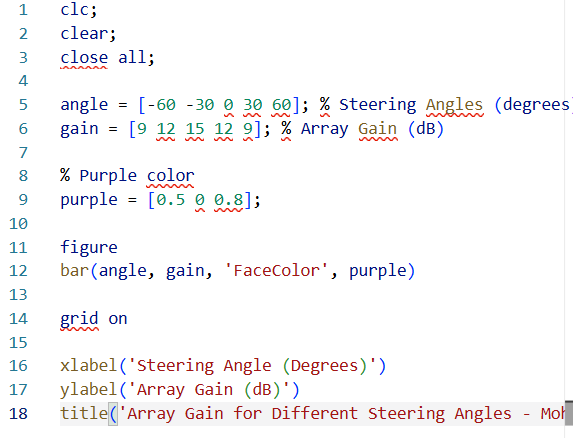 1 clc;
2 clear;
3 close all;
4
5 angle = [-60 -30 0 30 60]; % Steering Angles (degrees
6 gain = [9 12 15 12 9]; % Array Gain (dB)
7
8 % Purple color
9 purple = [0.5 0 0.8];
10
11 figure
12 bar(angle, gain, 'FaceColor', purple)
13
14 grid on
15
16 xlabel('Steering Angle (Degrees)')
17 ylabel('Array Gain (dB)')
18 title('Array Gain for Different Steering Angles -